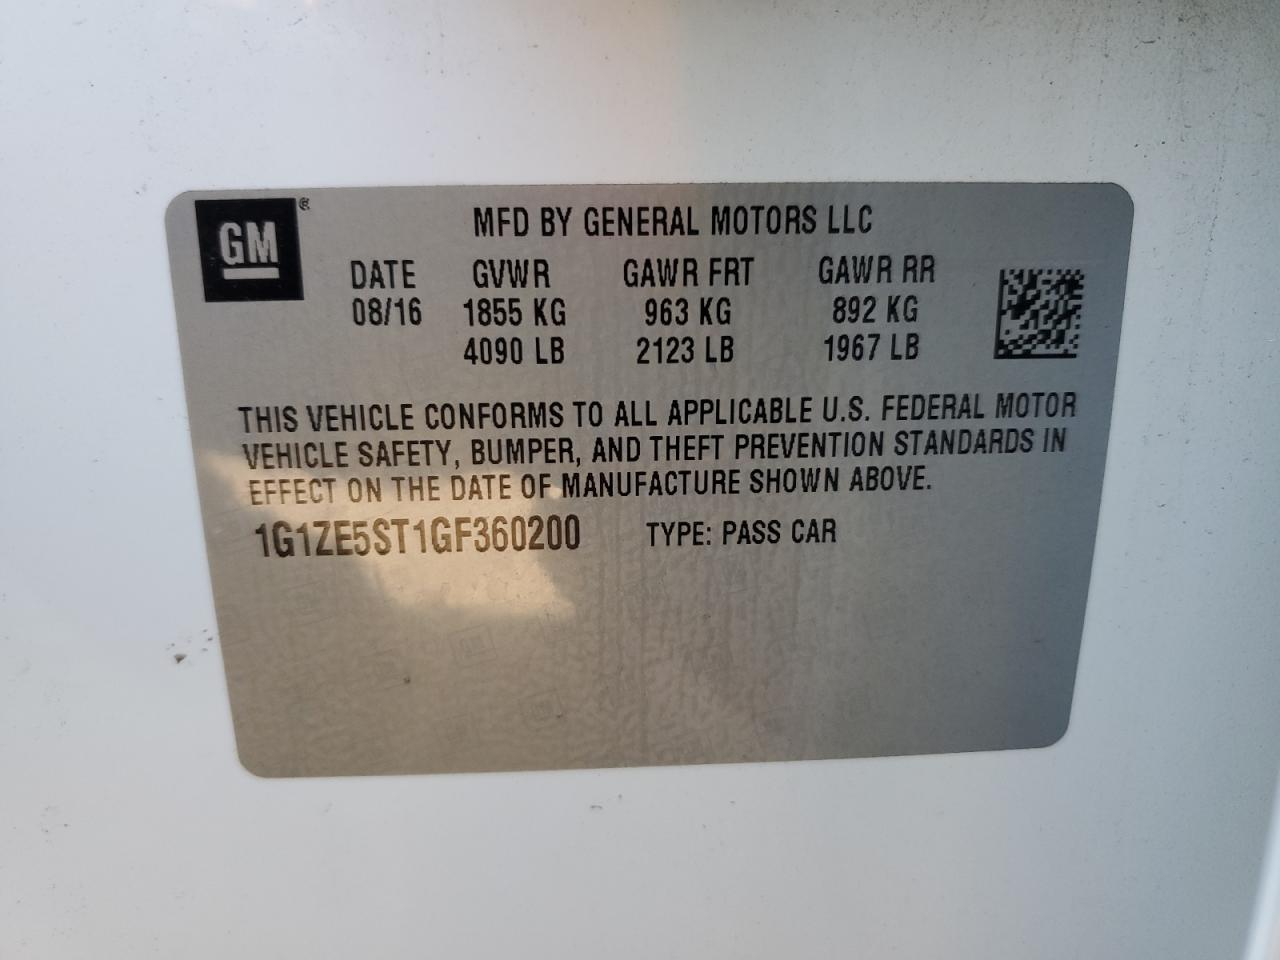 GM ®
MFD BY GENERAL MOTORS LLC
DATE GVWR GAWR FRT GAWR RR
08/16 1855 KG 963 KG 892 KG
4090 LB 2123 LB 1967 LB
THIS VEHICLE CONFORMS TO ALL APPLICABLE U.S. FEDERAL MOTOR
VEHICLE SAFETY, BUMPER, AND THEFT PREVENTION STANDARDS IN
EFFECT ON THE DATE OF MANUFACTURE SHOWN ABOVE.
1G1ZE5ST1GF360200 TYPE: PASS CAR